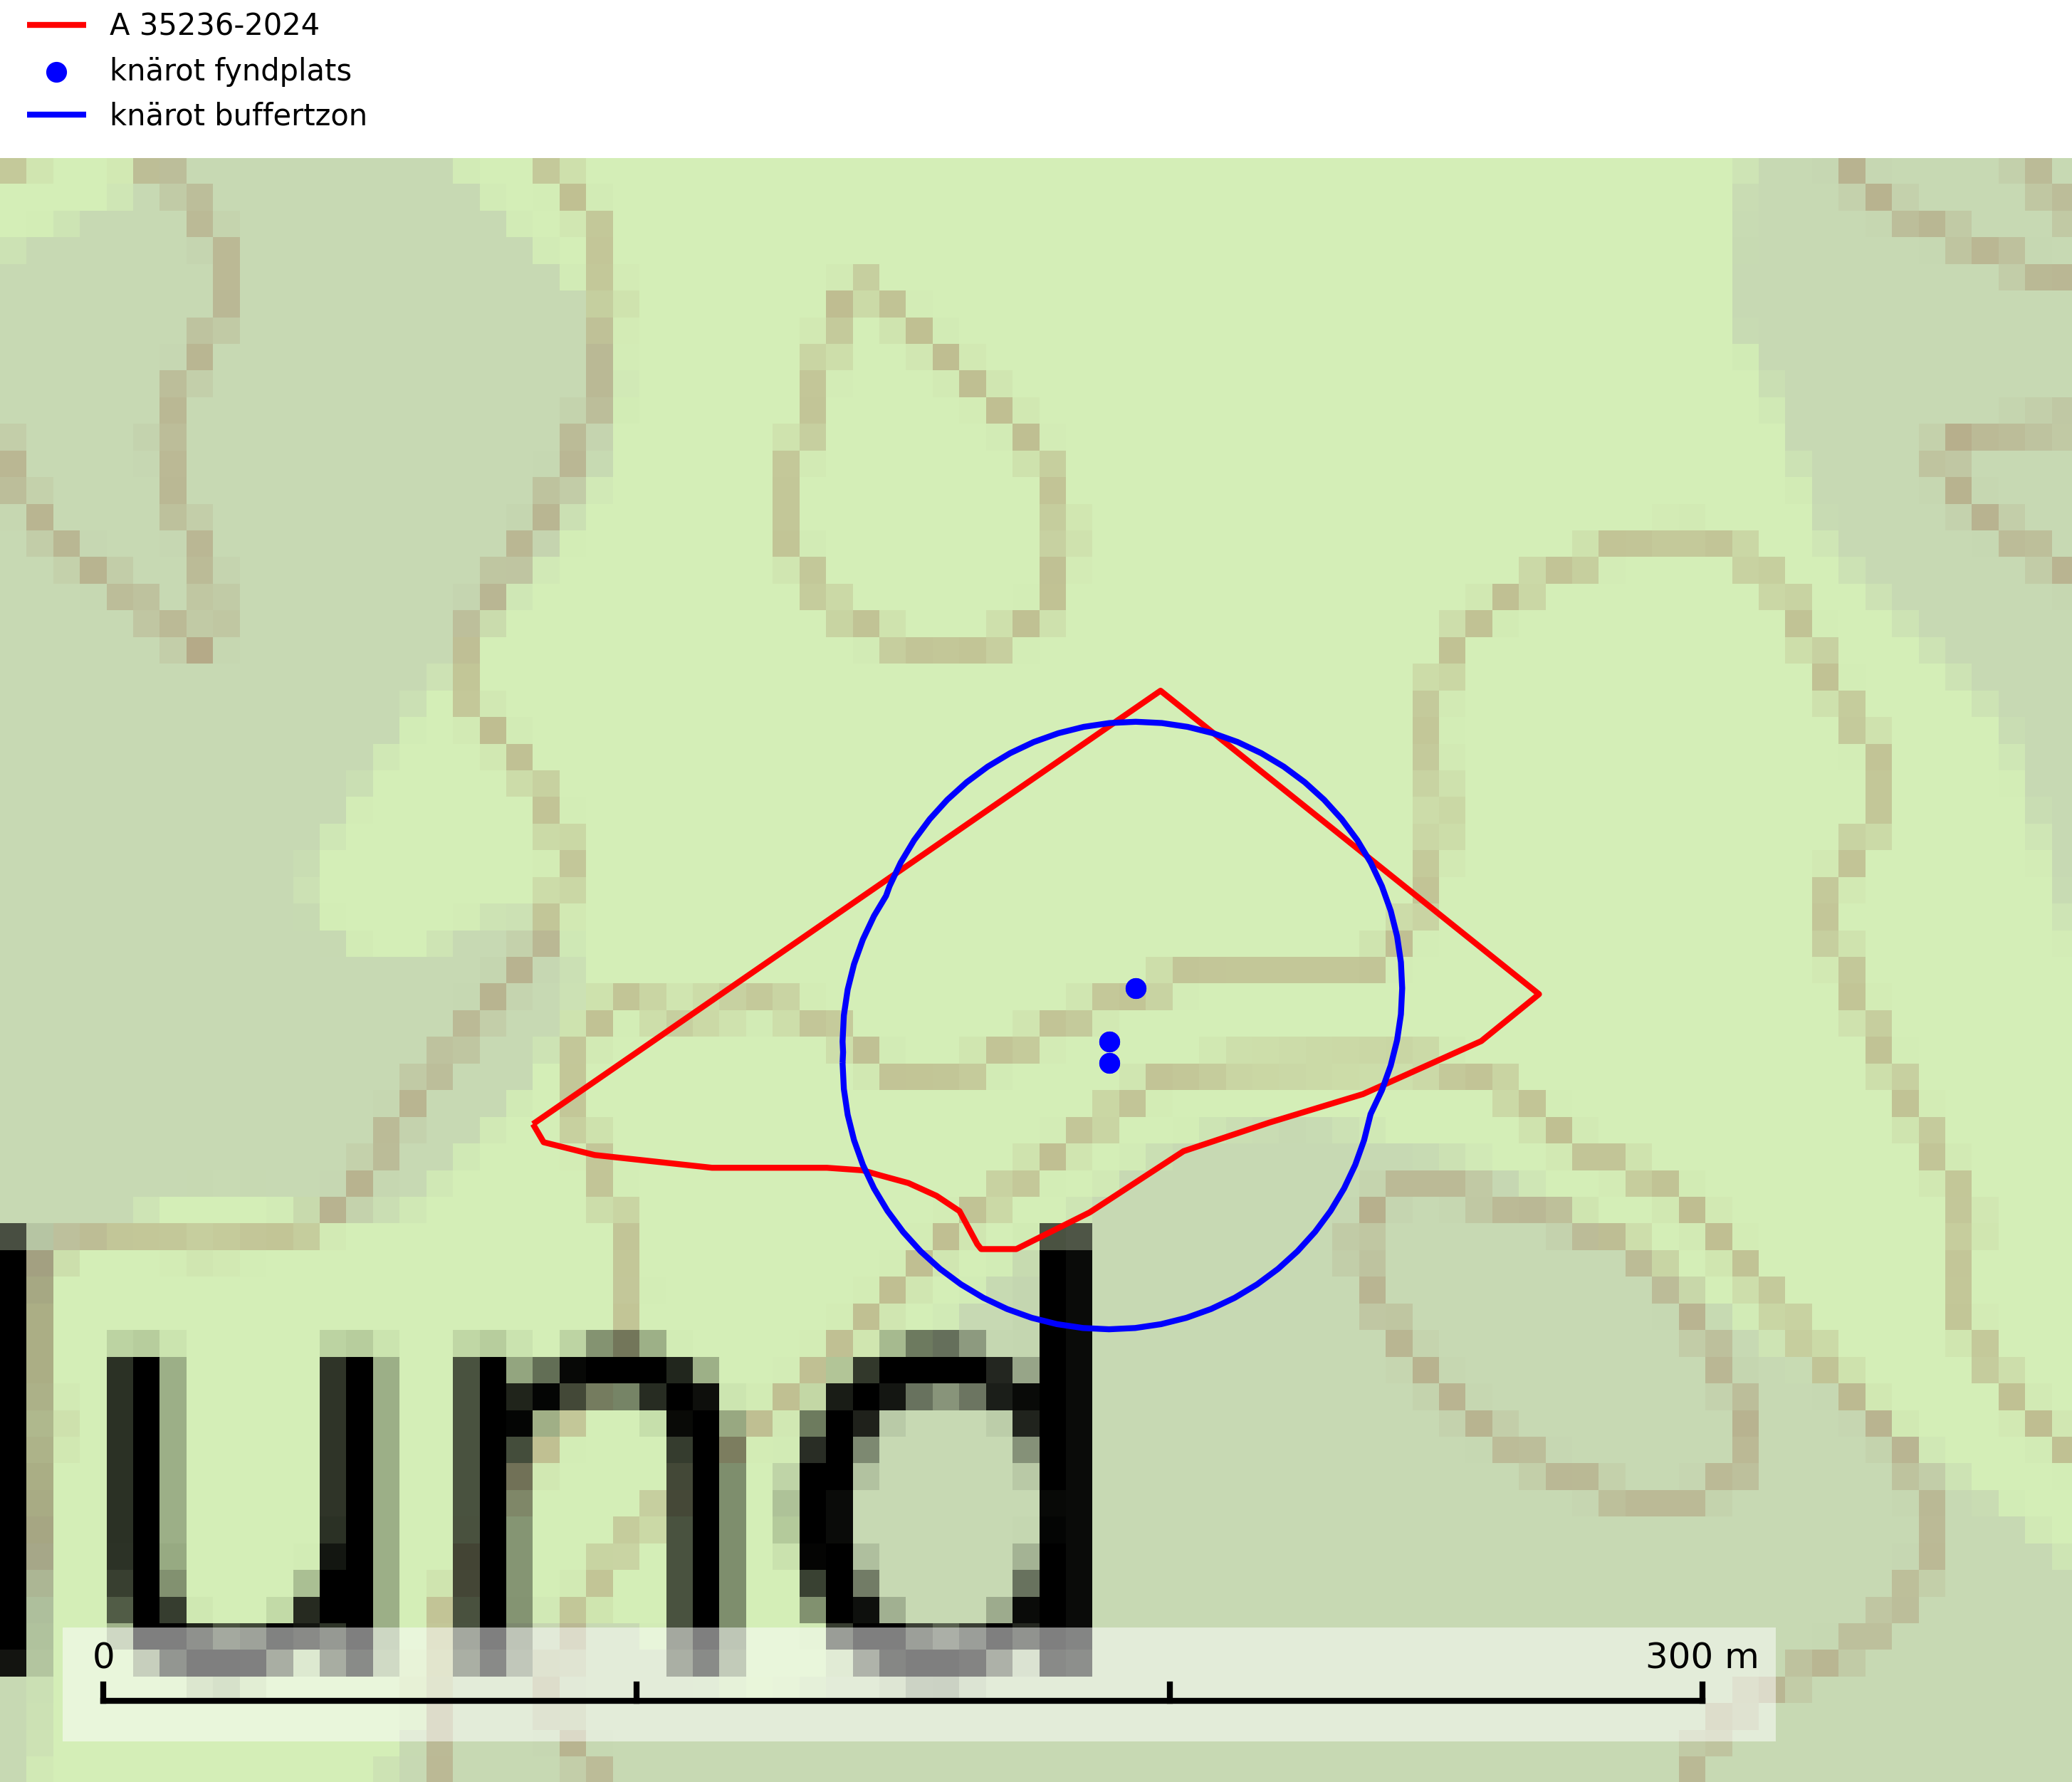 A 35236-2024
knärot fyndplats
knärot buffertzon
und
0 300 m